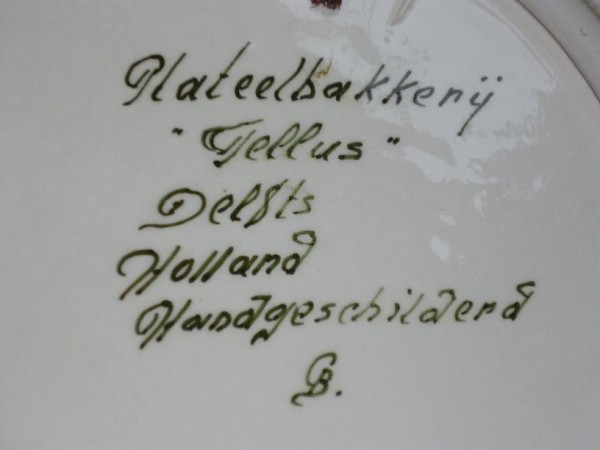 Plateelbakkerij
"Tellus"
Delfts
Holland
Handgeschilderd
B.